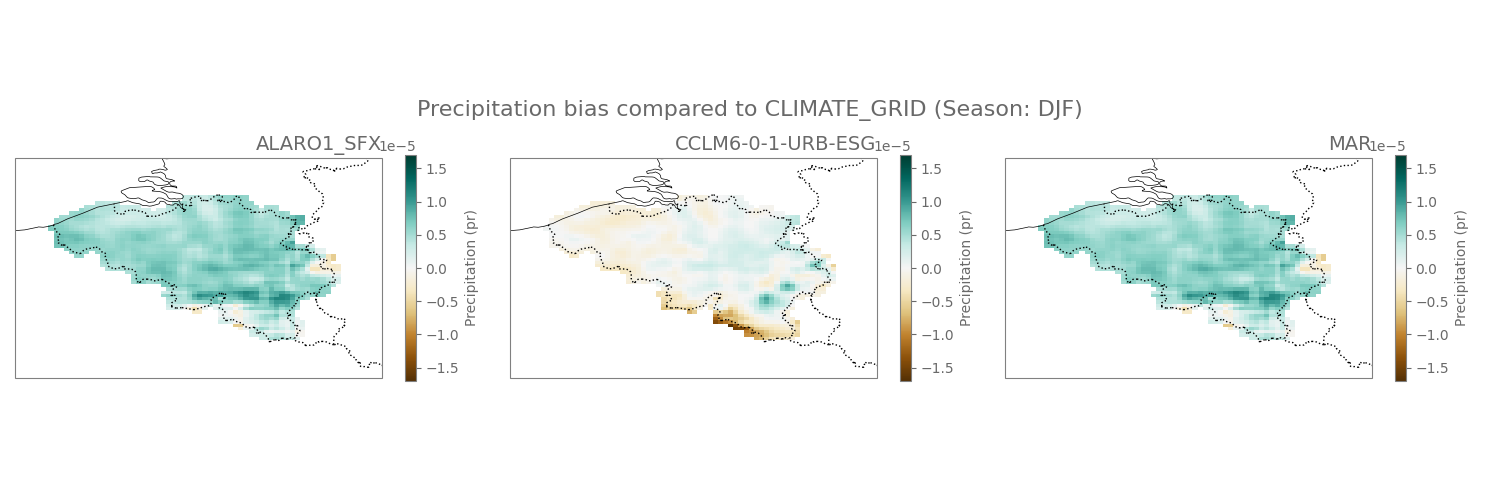 Precipitation bias compared to CLIMATE_GRID (Season: DJF)
ALARO1_SFX
1e−5
1.5
1.0
0.5
0.0
−0.5
−1.0
−1.5
Precipitation (pr)
CCLM6-0-1-URB-ESG
1e−5
1.5
1.0
0.5
0.0
−0.5
−1.0
−1.5
Precipitation (pr)
MAR
1e−5
1.5
1.0
0.5
0.0
−0.5
−1.0
−1.5
Precipitation (pr)